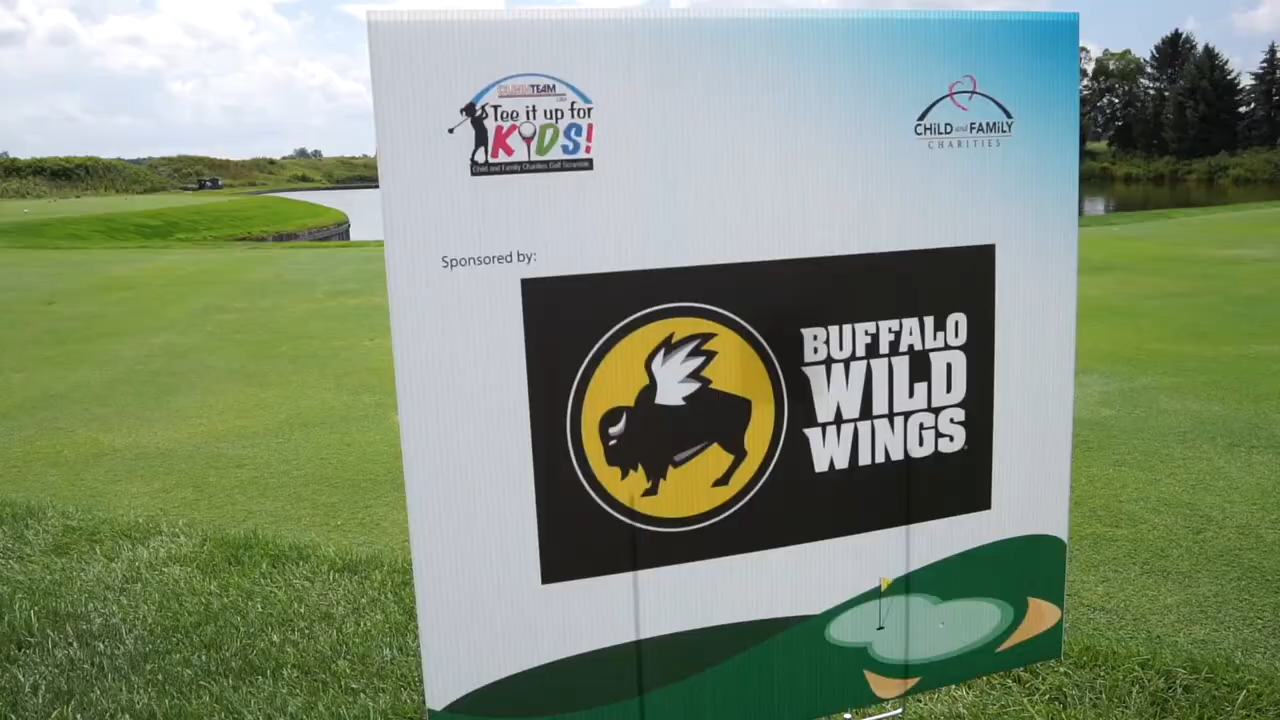 TEAM
Tee it up for
KIDS!
Child and Family Charities Golf Scramble
CHiLD and FAMiLY
CHARITIES
Sponsored by:
BUFFALO
WILD
WINGS